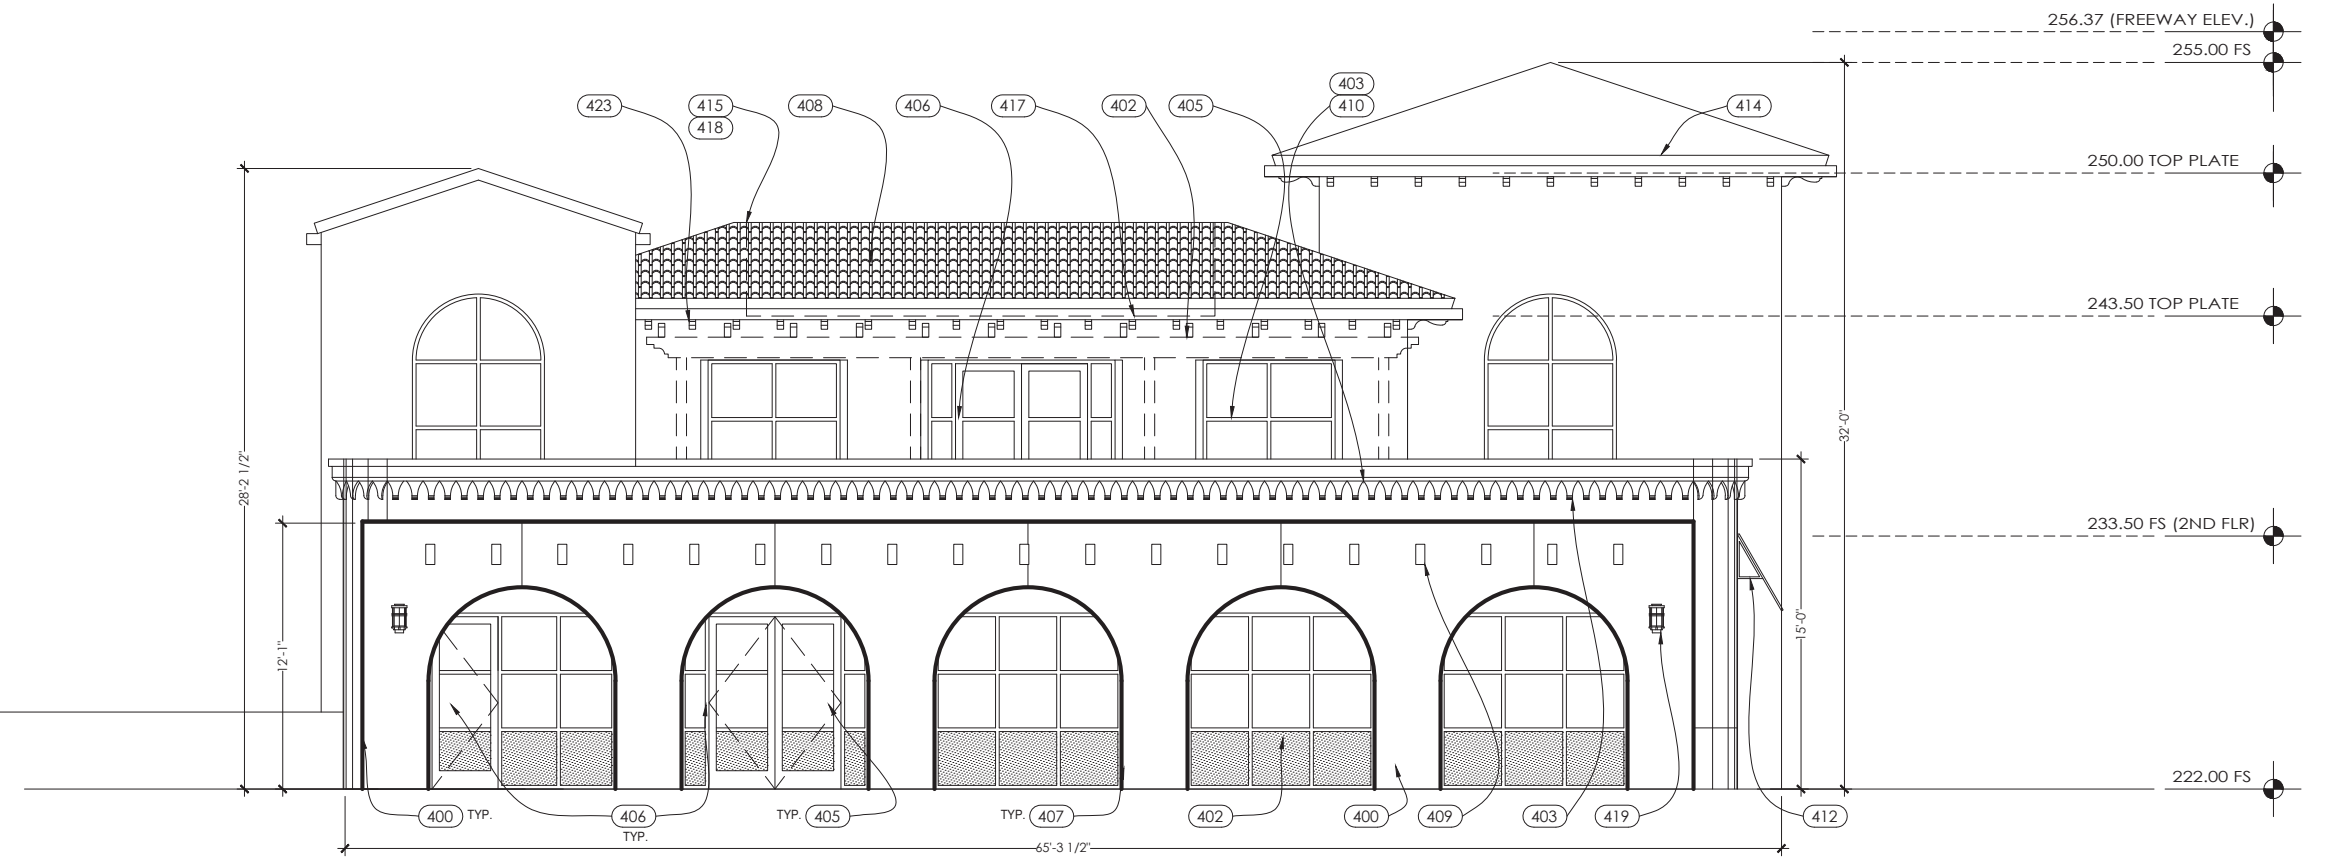 256.37 (FREEWAY ELEV.)
255.00 FS
403
423
415
408
406
417
402
410
405
414
418
250.00 TOP PLATE
243.50 TOP PLATE
32'-0"
28'-2 1/2"
233.50 FS (2ND FLR)
15'-0"
12'-1"
222.00 FS
400 TYP.
406
TYP.
TYP. 405
TYP. 407
402
400
409
403
419
412
65'-3 1/2"